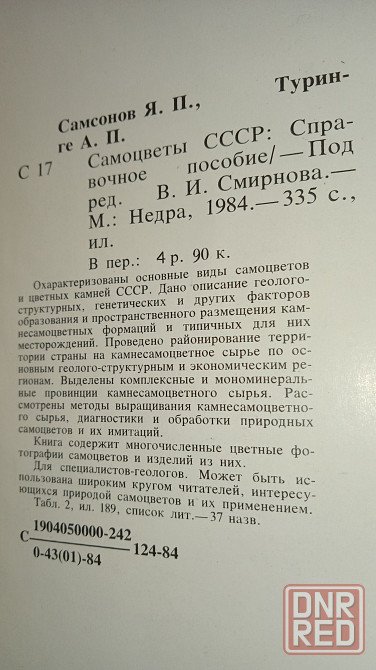 Самсонов Я. П., Турин-
ге А. П.
С 17 Самоцветы СССР: Спра-
вочное пособие/ — Под
ред. В. И. Смирнова.—
М.: Недра, 1984.— 335 с.,
ил.
В пер.: 4 р. 90 к.
Охарактеризованы основные виды самоцветов
и цветных камней СССР. Дано описание геолого-
структурных, генетических и других факторов
образования и пространственного размещения кам-
несамоцветных формаций и типичных для них
месторождений. Проведено районирование терри-
тории страны на камнесамоцветное сырье по ос-
новным геолого-структурным и экономическим ре-
гионам. Выделены комплексные и мономинераль-
ные провинции камнесамоцветного сырья. Рас-
смотрены методы выращивания камнесамоцветно-
го сырья, диагностики и обработки природных
самоцветов и их имитаций.
Книга содержит многочисленные цветные фо-
тографии самоцветов и изделий из них.
Для специалистов-геологов. Может быть ис-
пользована широким кругом читателей, интересу-
ющихся природой самоцветов и их применением.
Табл. 2, ил. 189, список лит.— 37 назв.
1904050000-242
С 124-84
0-43(01)-84
DNR
RED